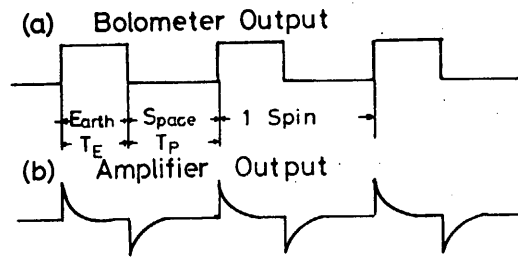 (a) Bolometer Output
Earth Space 1 Spin
T_E T_P
(b) Amplifier Output